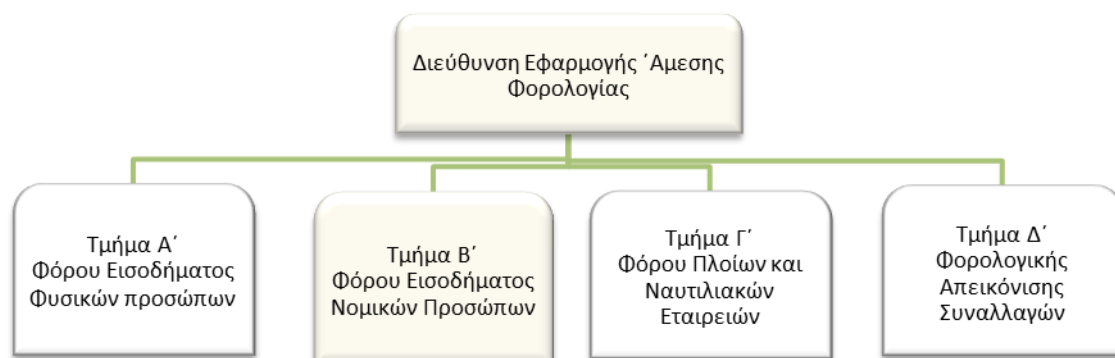 Διεύθυνση Εφαρμογής ΄Αμεσης
Φορολογίας
Τμήμα Α΄
Φόρου Εισοδήματος
Φυσικών προσώπων
Τμήμα Β΄
Φόρου Εισοδήματος
Νομικών Προσώπων
Τμήμα Γ΄
Φόρου Πλοίων και
Ναυτιλιακών
Εταιρειών
Τμήμα Δ΄
Φορολογικής
Απεικόνισης
Συναλλαγών